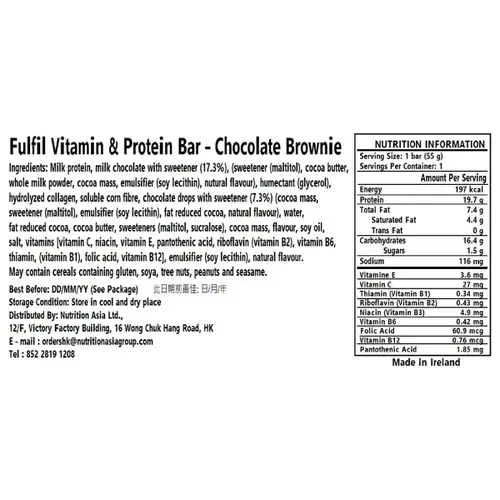 Fulfil Vitamin & Protein Bar - Chocolate Brownie
Ingredients: Milk protein, milk chocolate with sweetener (17.3%), (sweetener (maltitol), cocoa butter,
whole milk powder, cocoa mass, emulsifier (soy lecithin), natural flavour), humectant (glycerol),
hydrolyzed collagen, soluble corn fibre, chocolate drops with sweetener (7.3%) (cocoa mass,
sweetener (maltitol), emulsifier (soy lecithin), fat reduced cocoa, natural flavour), water,
fat reduced cocoa, cocoa butter, sweeteners (maltitol, sucralose), cocoa mass, flavour, soy oil,
salt, vitamins [vitamin C, niacin, vitamin E, pantothenic acid, riboflavin (vitamin B2), vitamin B6,
thiamin, (vitamin B1), folic acid, vitamin B12], emulsifier (soy lecithin), natural flavour.
May contain cereals containing gluten, soya, tree nuts, peanuts and seasame.
Best Before: DD/MM/YY (See Package) 此日期前最佳: 日/月/年
Storage Condition: Store in cool and dry place
Distributed By: Nutrition Asia Ltd.,
12/F, Victory Factory Building, 16 Wong Chuk Hang Road, HK
E - mail : ordershk@nutritionasiagroup.com
Tel : 852 2819 1208
NUTRITION INFORMATION
Serving Size: 1 bar (55 g)
Servings Per Container: 1
Amount Per Serving
Energy 197 kcal
Protein 19.7 g
Total Fat 7.4 g
Saturated Fat 4.4 g
Trans Fat 0 g
Carbohydrates 16.4 g
Sugars 1.5 g
Sodium 116 mg
Vitamine E 3.6 mg
Vitamin C 27 mg
Thiamin (Vitamin B1) 0.34 mg
Riboflavin (Vitamin B2) 0.43 mg
Niacin (Vitamin B3) 4.9 mg
Vitamin B6 0.42 mg
Folic Acid 60.9 mcg
Vitamin B12 0.76 mcg
Pantothenic Acid 1.85 mg
Made in Ireland